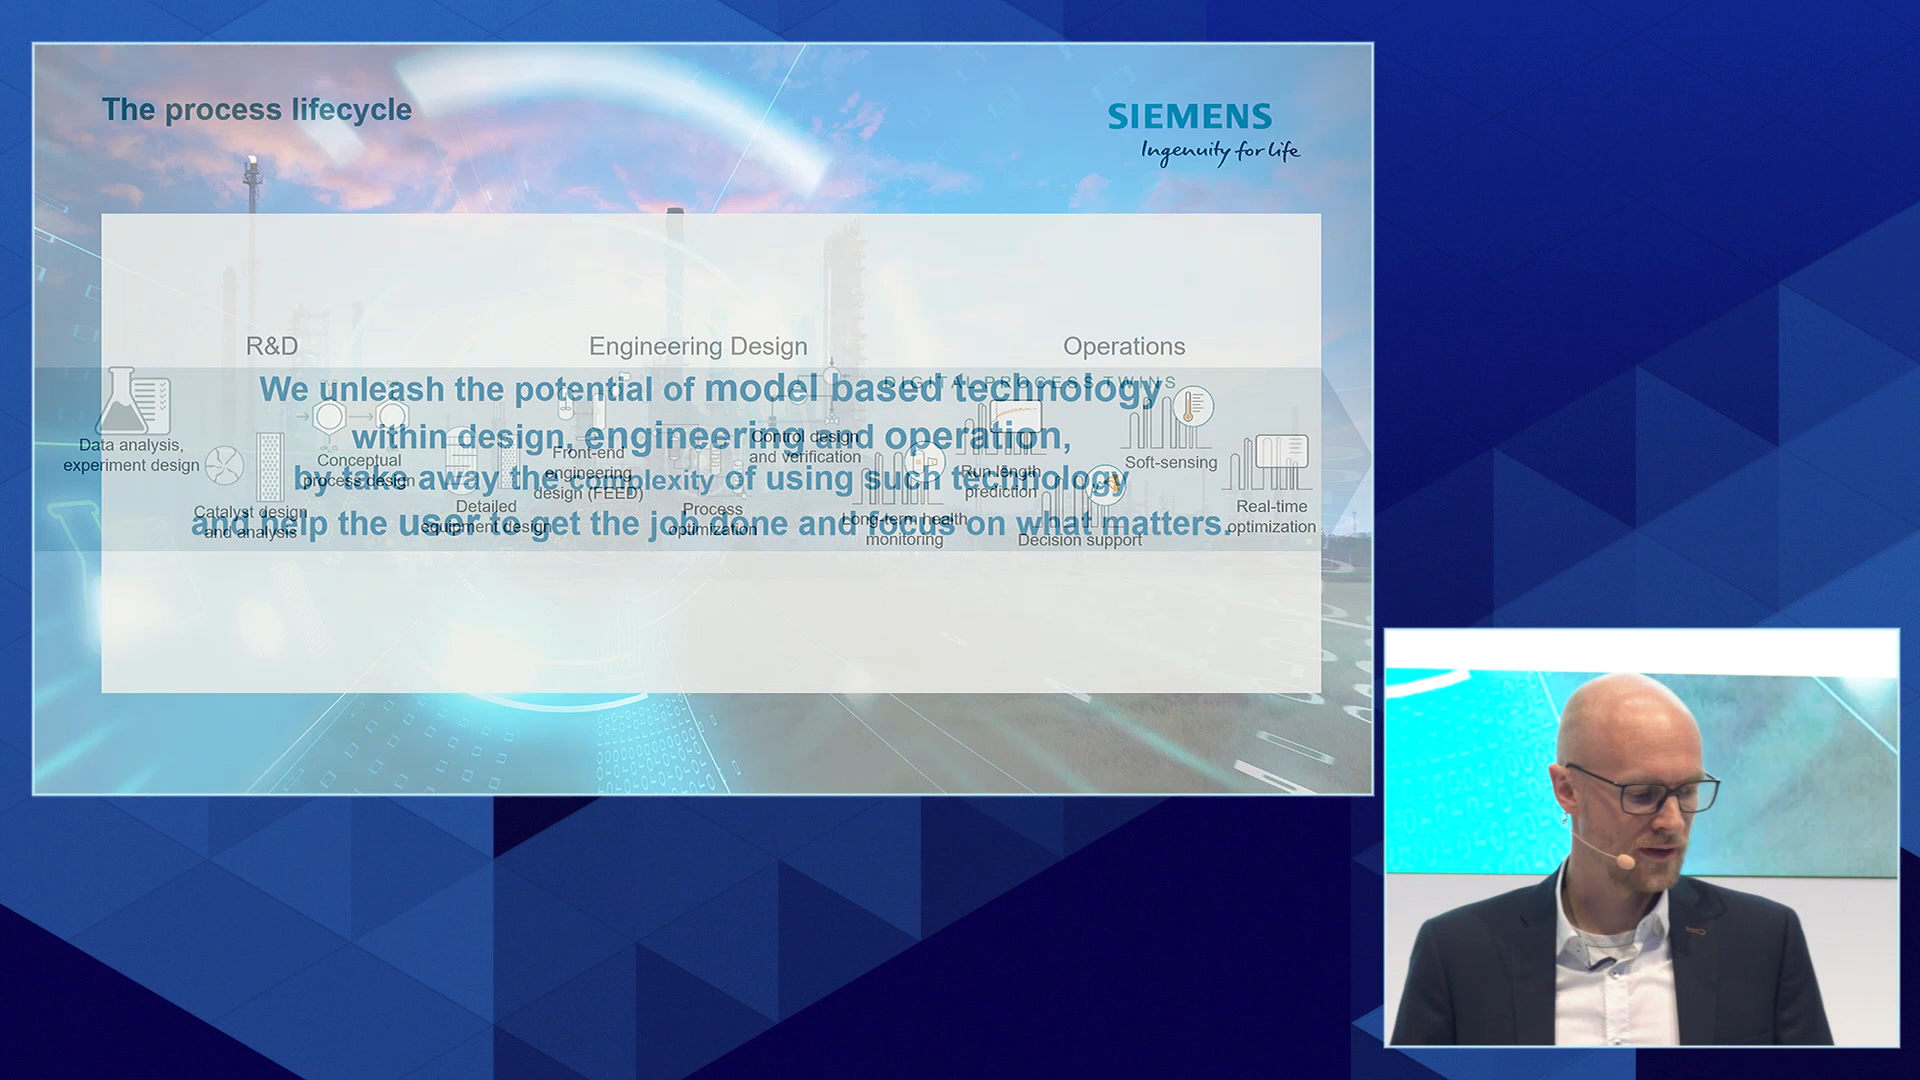 The process lifecycle
SIEMENS
Ingenuity for life
R&D
Engineering Design
Operations
DIGITAL PROCESS TWINS
We unleash the potential of model based technology
within design, engineering and operation,
by take away the complexity of using such technology
and help the user to get the job done and focus on what matters.
Data analysis,
experiment design
Catalyst design
and analysis
Conceptual
process design
Detailed
equipment design
Front-end
engineering
design (FEED)
Process
optimization
Control design
and verification
Long-term health
monitoring
Run length
prediction
Decision support
Soft-sensing
Real-time
optimization